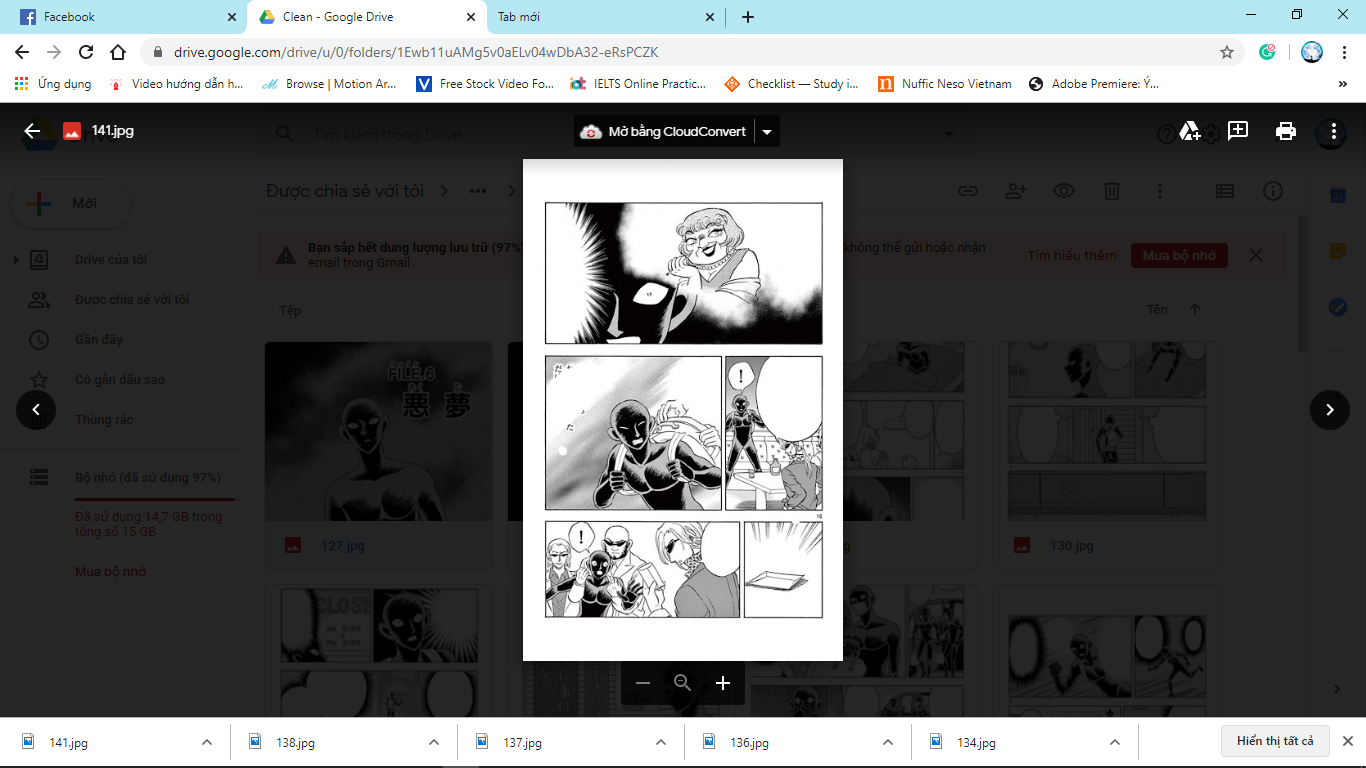 Facebook
Clean - Google Drive
Tab mới
drive.google.com/drive/u/0/folders/1Ewb11uAMg5v0aELv04wDbA32-eRsPCZK
Ứng dụng
Video hướng dẫn h...
Browse | Motion Ar...
Free Stock Video Fo...
IELTS Online Practic...
Checklist — Study i...
Nuffic Neso Vietnam
Adobe Premiere: Ý...
»
141.jpg
Tìm kiếm trong Drive
Mở bằng CloudConvert
Mới
Được chia sẻ với tôi
Bạn sắp hết dung lượng lưu trữ (97%)
không thể gửi hoặc nhận
email trong Gmail.
Tìm hiểu thêm
Mua bộ nhớ
Drive của tôi
Được chia sẻ với tôi
Gần đây
Có gắn dấu sao
Thùng rác
Bộ nhớ (đã sử dụng 97%)
Đã sử dụng 14,7 GB trong
tổng số 15 GB
Mua bộ nhớ
Tệp
Tên
FILE.6
悪夢
127.jpg
130.jpg
CLOSE
!
た
15
!
141.jpg
138.jpg
137.jpg
136.jpg
134.jpg
Hiển thị tất cả